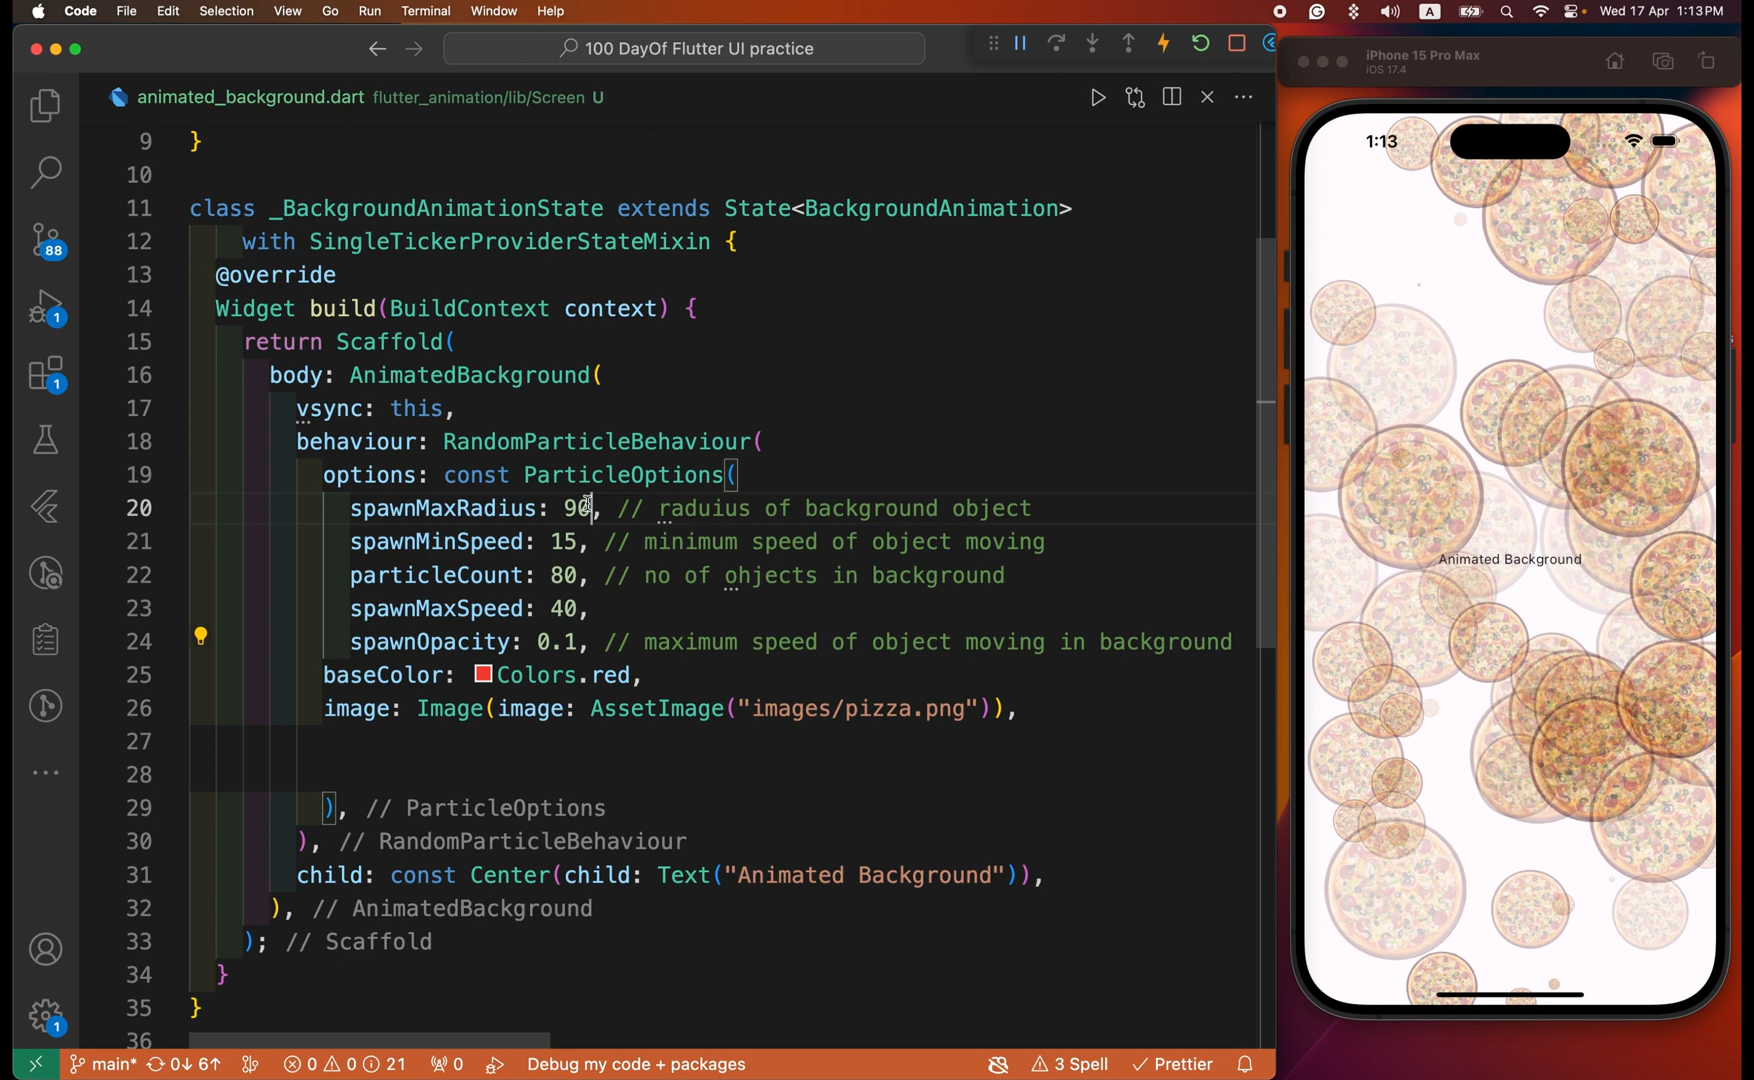 Code File Edit Selection View Go Run Terminal Window Help
A Wed 17 Apr 1:13 PM
100 DayOf Flutter UI practice
iPhone 15 Pro Max
iOS 17.4
animated_background.dart flutter_animation/lib/Screen U
1:13
9 }
10
11 class _BackgroundAnimationState extends State<BackgroundAnimation>
12 with SingleTickerProviderStateMixin {
13 @override
14 Widget build(BuildContext context) {
15 return Scaffold(
16 body: AnimatedBackground(
17 vsync: this,
18 behaviour: RandomParticleBehaviour(
19 options: const ParticleOptions(
20 spawnMaxRadius: 90, // raduius of background object
21 spawnMinSpeed: 15, // minimum speed of object moving
22 particleCount: 80, // no of ohjects in background
23 spawnMaxSpeed: 40,
24 spawnOpacity: 0.1, // maximum speed of object moving in background
25 baseColor: Colors.red,
26 image: Image(image: AssetImage("images/pizza.png")),
27
28
29 ), // ParticleOptions
30 ), // RandomParticleBehaviour
31 child: const Center(child: Text("Animated Background")),
32 ), // AnimatedBackground
33 ); // Scaffold
34 }
35 }
36
88
1
1
1
Animated Background
main* 0↓ 6↑ 0 0 21 0 Debug my code + packages 3 Spell Prettier